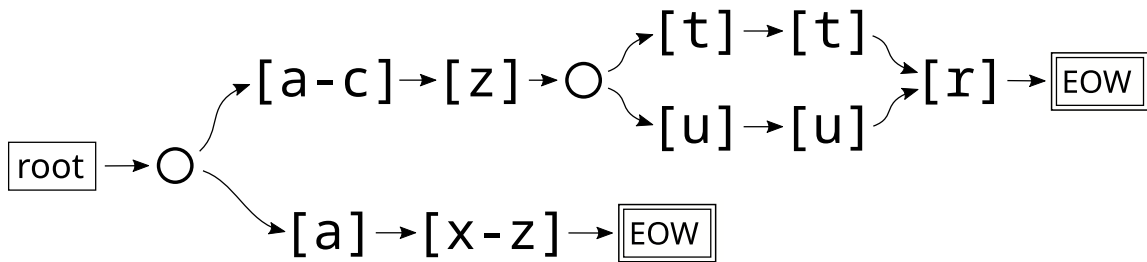 [t] [t]
[a-c] [z] [r] EOW
[u] [u]
root
[a] [x-z] EOW